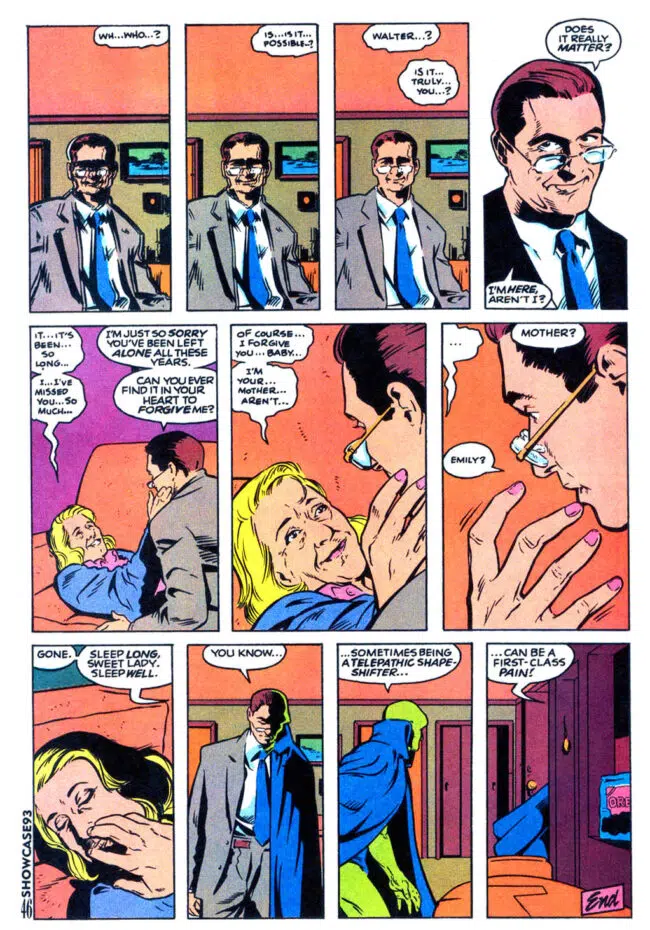 WH...WHO...?
IS...IS IT...
POSSIBLE..?
WALTER...?
IS IT...
TRULY...
YOU...?
DOES
IT REALLY
MATTER?
I'M HERE,
AREN'T I?
IT...IT'S
BEEN...
SO
LONG...
I...I'VE
MISSED
YOU...SO
MUCH...
I'M JUST SO SORRY
YOU'VE BEEN LEFT
ALONE ALL THESE
YEARS.
CAN YOU EVER
FIND IT IN YOUR
HEART TO
FORGIVE ME?
OF COURSE...
I FORGIVE
YOU...BABY...
I'M
YOUR...
MOTHER...
AREN'T...
...
MOTHER?
EMILY?
GONE.
SLEEP LONG,
SWEET LADY.
SLEEP WELL.
YOU KNOW...
...SOMETIMES BEING
A TELEPATHIC SHAPE-
SHIFTER...
...CAN BE A
FIRST-CLASS
PAIN!
ORE
End
SHOWCASE93
46